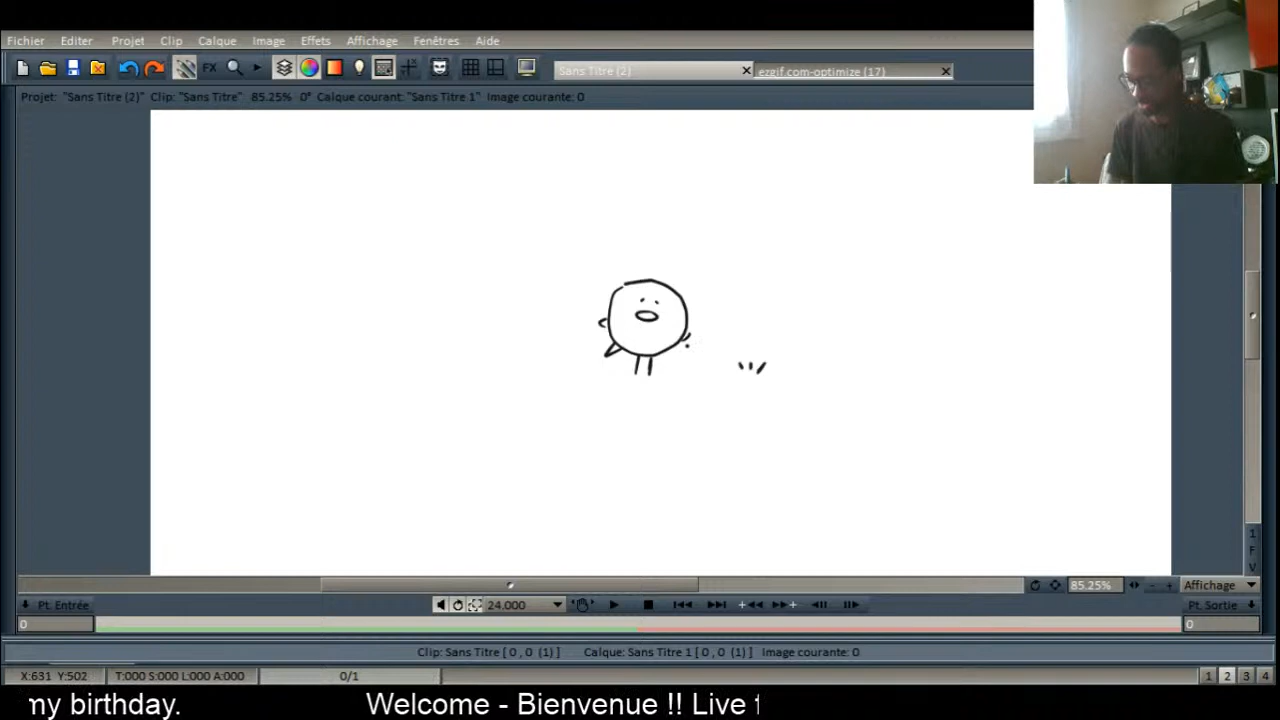 Fichier Editer Projet Clip Calque Image Effets Affichage Fenêtres Aide
FX Sans Titre (2) ezgif.com-optimize (17)
Projet: "Sans Titre (2)" Clip: "Sans Titre" 85.25% 0° Calque courant: "Sans Titre 1" Image courante: 0
1
F
V
85.25% Affichage
Pt. Entrée 24.000 Pt. Sortie
0 0
Clip: Sans Titre [ 0 , 0 (1) ] Calque: Sans Titre 1 [ 0 , 0 (1) ] Image courante: 0
X:631 Y:502 T:000 S:000 L:000 A:000 0/1 1 2 3 4
my birthday. Welcome - Bienvenue !! Live